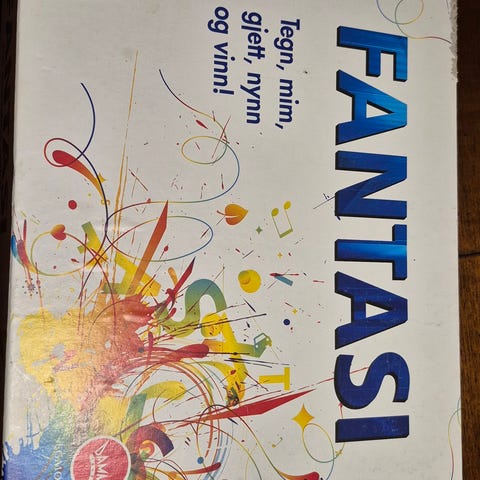 FANTASI
Tegn, mim,
gjett, nynn
og vinn!